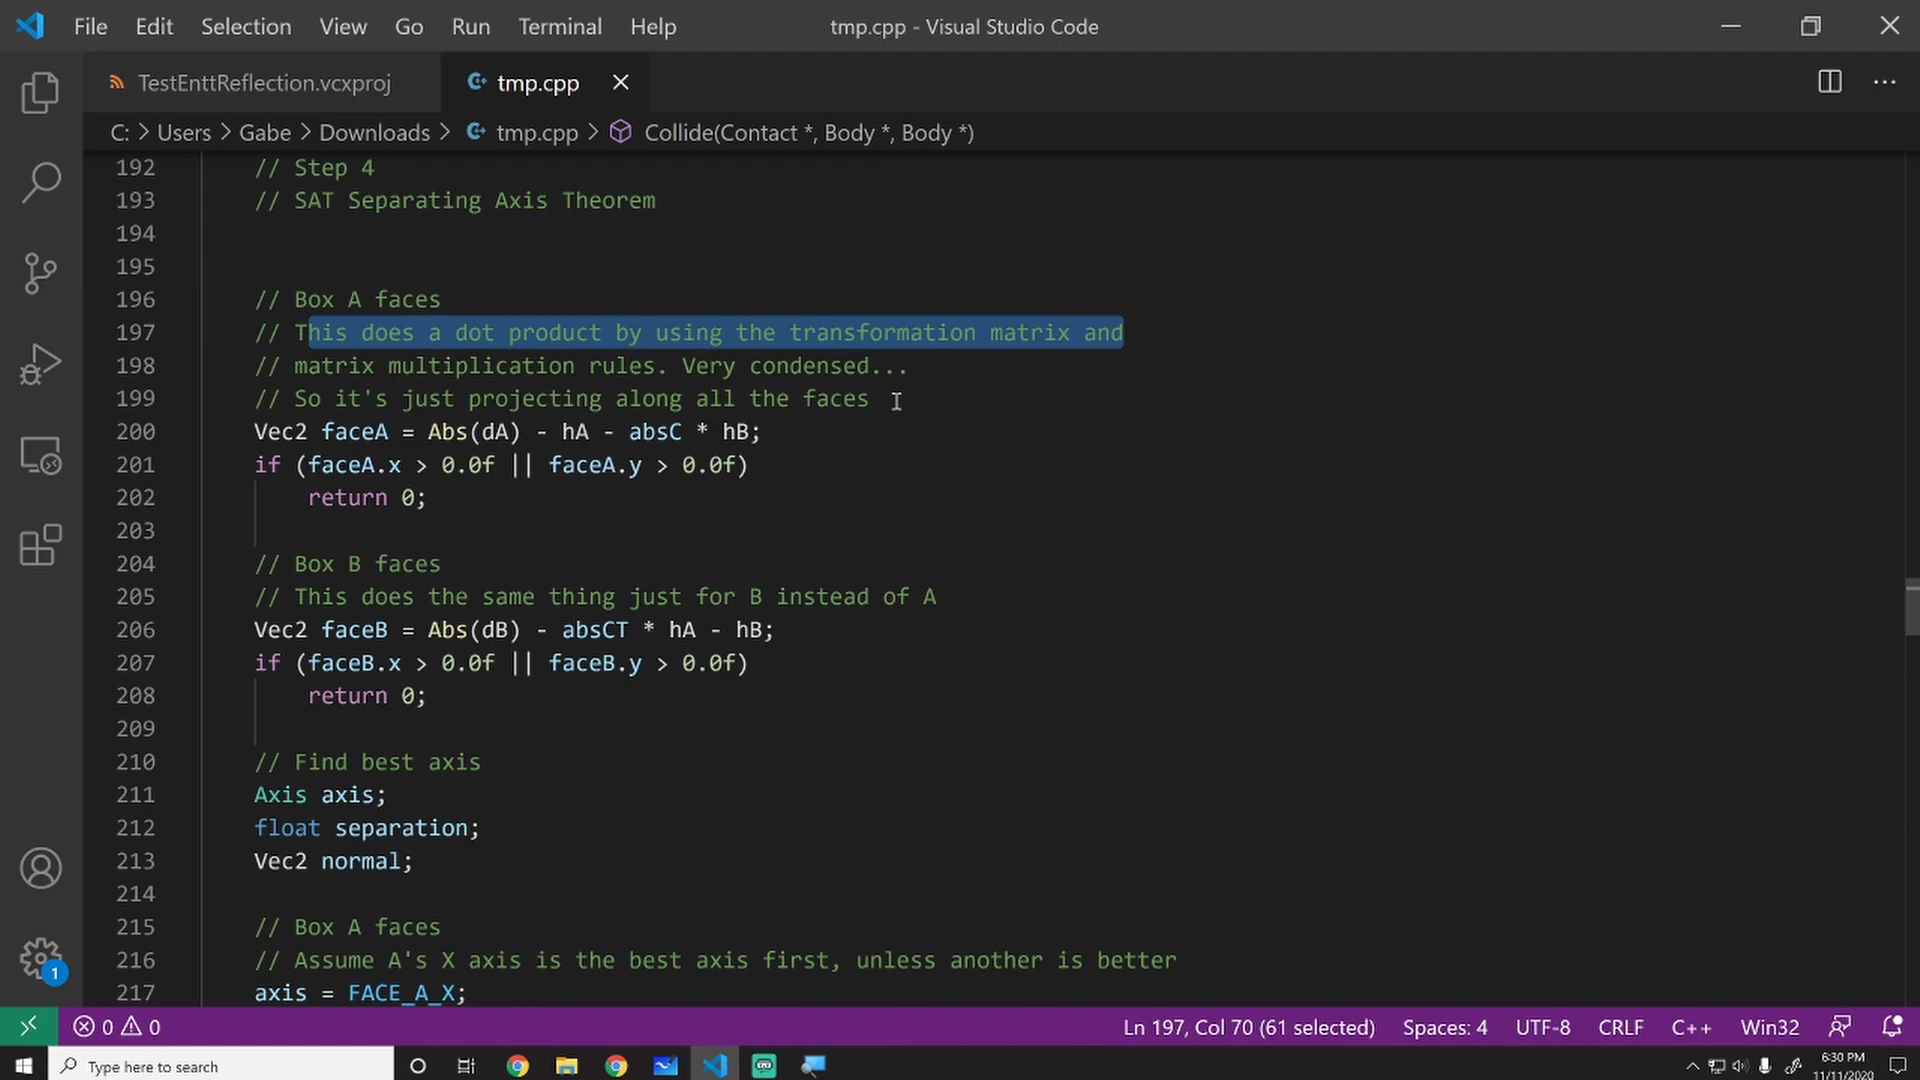 File Edit Selection View Go Run Terminal Help tmp.cpp - Visual Studio Code
TestEnttReflection.vcxproj tmp.cpp
C: > Users > Gabe > Downloads > tmp.cpp > Collide(Contact *, Body *, Body *)
192 // Step 4
193 // SAT Separating Axis Theorem
194
195
196 // Box A faces
197 // This does a dot product by using the transformation matrix and
198 // matrix multiplication rules. Very condensed...
199 // So it's just projecting along all the faces
200 Vec2 faceA = Abs(dA) - hA - absC * hB;
201 if (faceA.x > 0.0f || faceA.y > 0.0f)
202 return 0;
203
204 // Box B faces
205 // This does the same thing just for B instead of A
206 Vec2 faceB = Abs(dB) - absCT * hA - hB;
207 if (faceB.x > 0.0f || faceB.y > 0.0f)
208 return 0;
209
210 // Find best axis
211 Axis axis;
212 float separation;
213 Vec2 normal;
214
215 // Box A faces
216 // Assume A's X axis is the best axis first, unless another is better
217 axis = FACE_A_X;
1
0 0 Ln 197, Col 70 (61 selected) Spaces: 4 UTF-8 CRLF C++ Win32
Type here to search
6:30 PM
11/11/2020